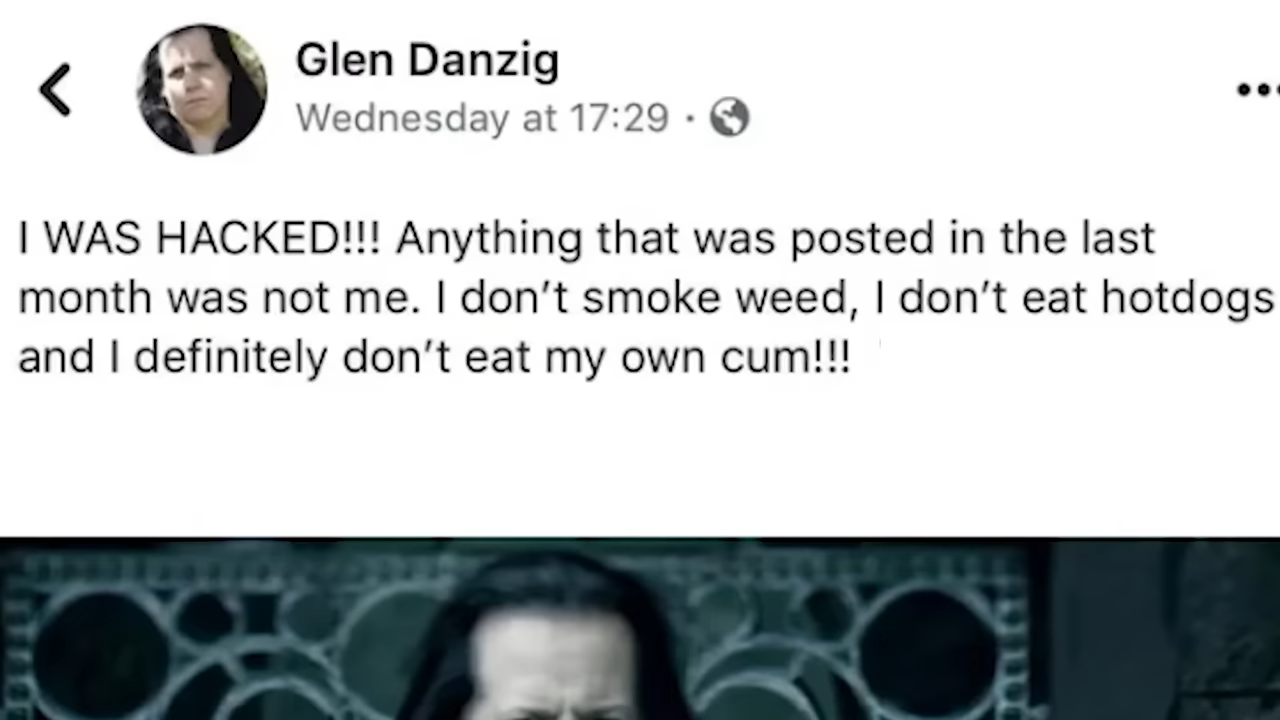 Glen Danzig
Wednesday at 17:29 ·
I WAS HACKED!!! Anything that was posted in the last
month was not me. I don’t smoke weed, I don’t eat hotdogs
and I definitely don’t eat my own cum!!!